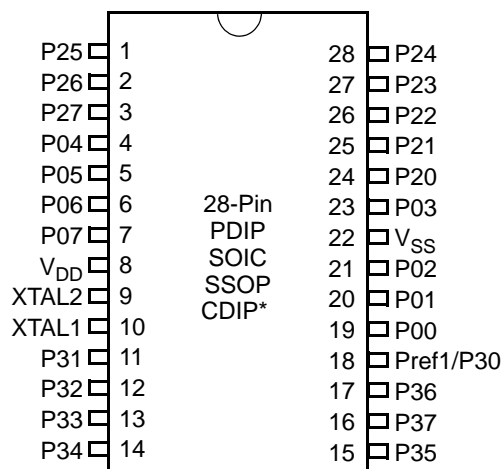 P25 1 28 P24
P26 2 27 P23
P27 3 26 P22
P04 4 25 P21
P05 5 24 P20
P06 6 28-Pin 23 P03
P07 7 PDIP 22 VSS
VDD 8 SOIC 21 P02
XTAL2 9 SSOP 20 P01
XTAL1 10 CDIP* 19 P00
P31 11 18 Pref1/P30
P32 12 17 P36
P33 13 16 P37
P34 14 15 P35